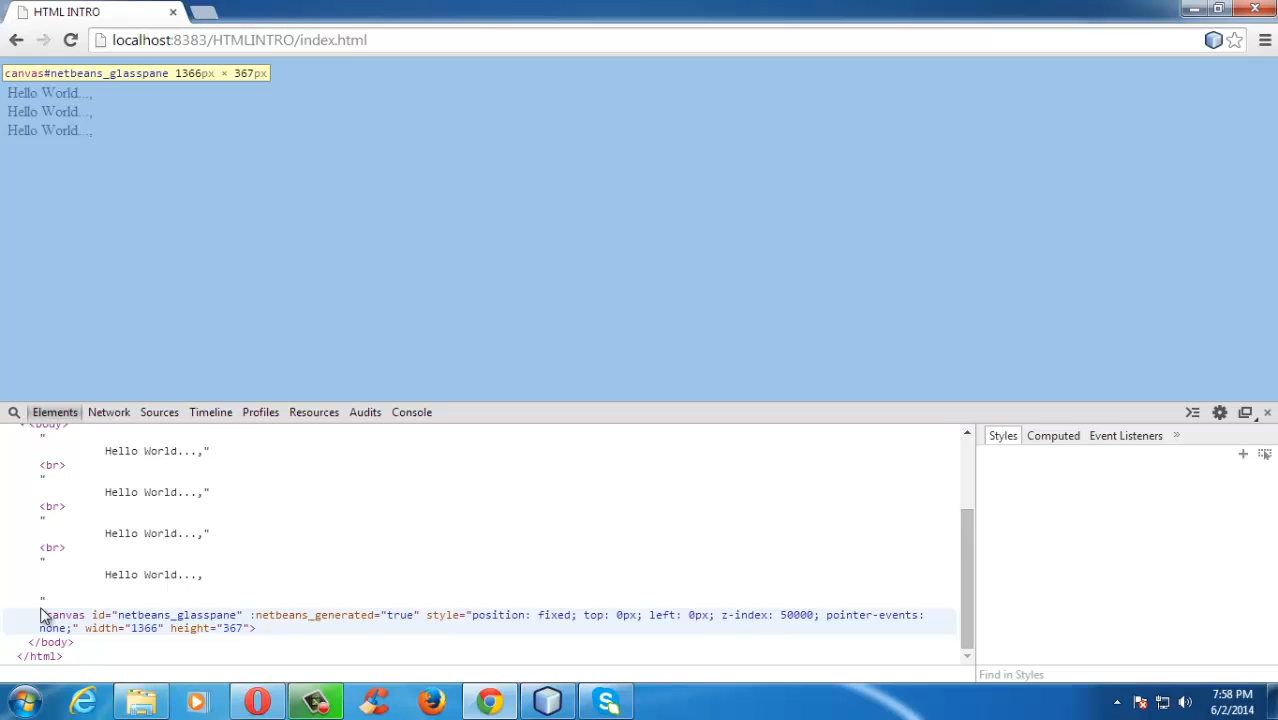 HTML INTRO
localhost:8383/HTMLINTRO/index.html
canvas#netbeans_glasspane 1366px × 367px
Hello World...,
Hello World...,
Hello World...,
Elements Network Sources Timeline Profiles Resources Audits Console
<body>
"
Hello World...,"
<br>
"
Hello World...,"
<br>
"
Hello World...,"
<br>
"
Hello World...,
"
<canvas id="netbeans_glasspane" :netbeans_generated="true" style="position: fixed; top: 0px; left: 0px; z-index: 50000; pointer-events:
none;" width="1366" height="367">
</body>
</html>
Styles Computed Event Listeners »
Find in Styles
7:58 PM
6/2/2014